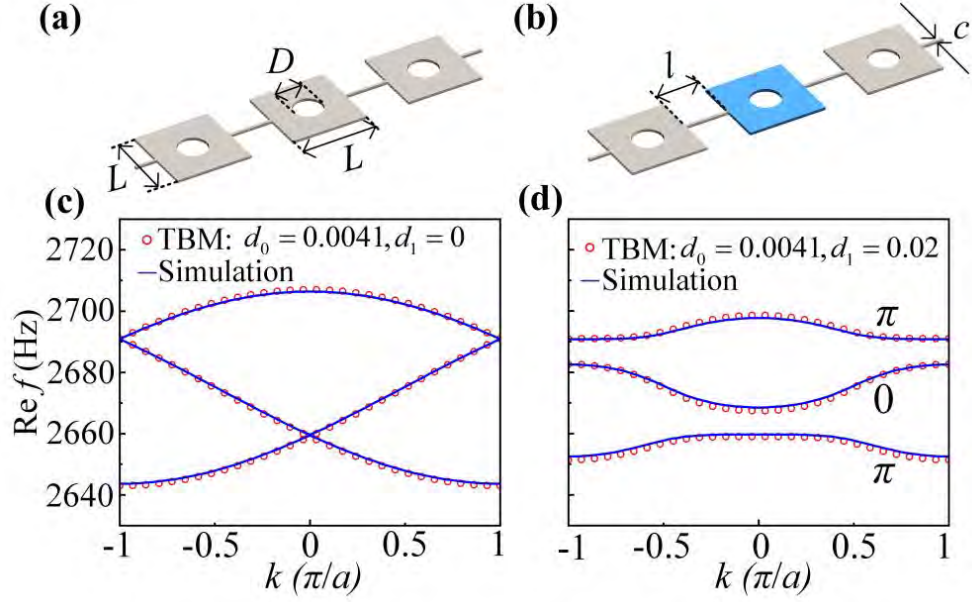 (a)
(b)
D
L
L
l
c
(c)
(d)
TBM: d₀ = 0.0041, d₁ = 0
Simulation
TBM: d₀ = 0.0041, d₁ = 0.02
Simulation
2720
2700
2680
2660
2640
Re f (Hz)
π
0
π
-1 -0.5 0 0.5 1
k (π/a)
-1 -0.5 0 0.5 1
k (π/a)